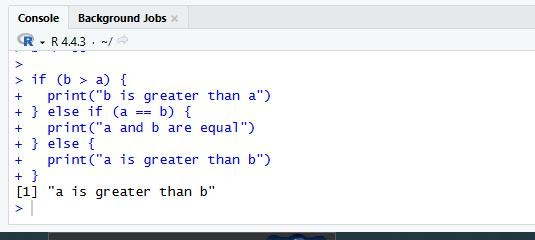 Console Background Jobs
R 4.4.3 · ~/
>
> if (b > a) {
+   print("b is greater than a")
+ } else if (a == b) {
+   print("a and b are equal")
+ } else {
+   print("a is greater than b")
+ }
[1] "a is greater than b"
>